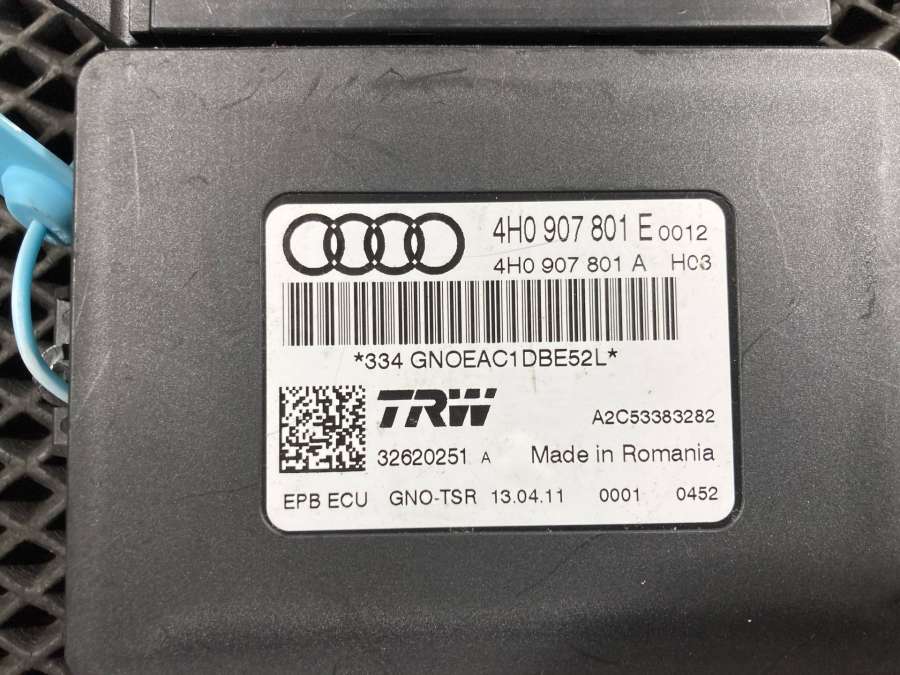 4H0 907 801 E 0012
4H0 907 801 A H03
*334 GNOEAC1DBE52L*
TRW
A2C53383282
32620251 A Made in Romania
EPB ECU GNO-TSR 13.04.11 0001 0452